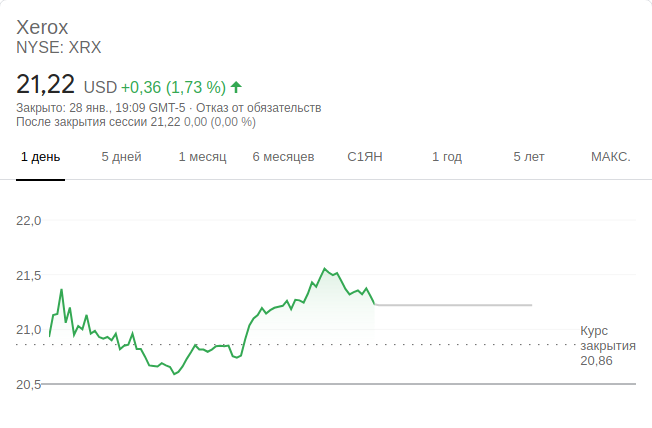 Xerox
NYSE: XRX
21,22 USD +0,36 (1,73 %)
Закрыто: 28 янв., 19:09 GMT-5 · Отказ от обязательств
После закрытия сессии 21,22 0,00 (0,00 %)
1 день 5 дней 1 месяц 6 месяцев С1ЯН 1 год 5 лет МАКС.
22,0
21,5
21,0
Курс
закрытия
20,86
20,5